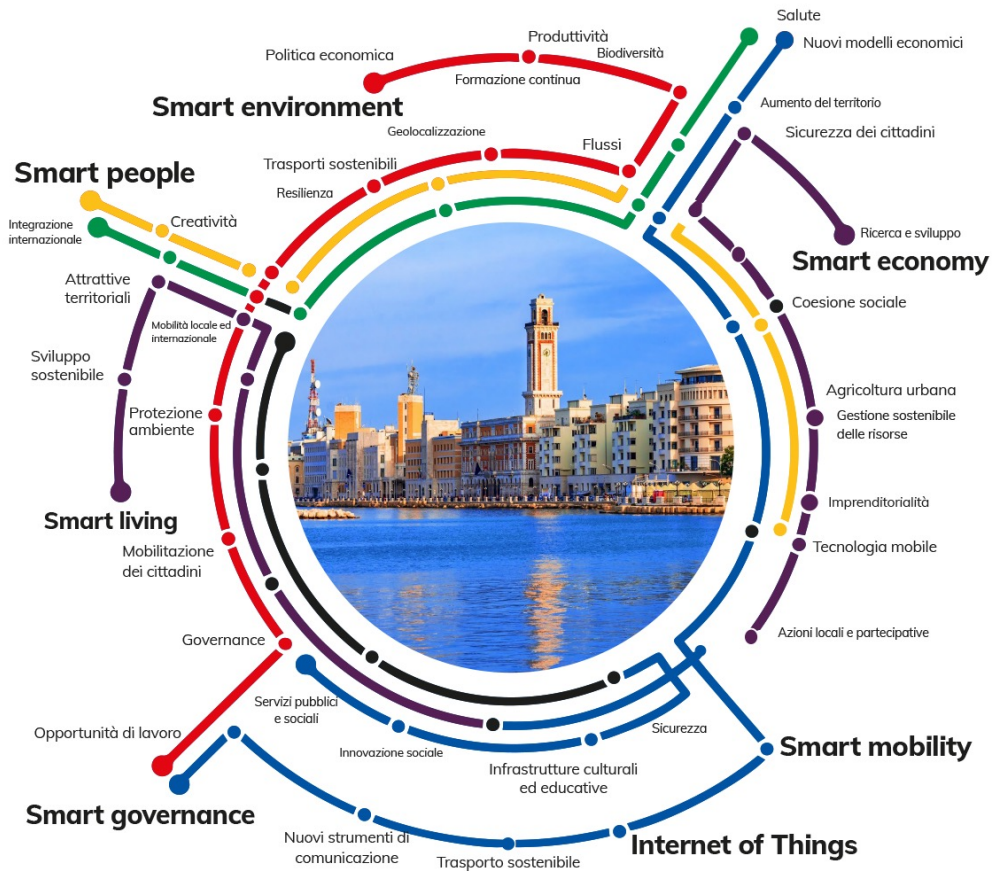 Salute
Nuovi modelli economici
Produttività
Biodiversità
Politica economica
Formazione continua
Smart environment
Aumento del territorio
Geolocalizzazione
Flussi
Sicurezza dei cittadini
Trasporti sostenibili
Resilienza
Smart people
Creatività
Integrazione
internazionale
Ricerca e sviluppo
Smart economy
Attrattive
territoriali
Coesione sociale
Mobilità locale ed
internazionale
Sviluppo
sostenibile
Agricoltura urbana
Protezione
ambiente
Gestione sostenibile
delle risorse
Imprenditorialità
Smart living
Tecnologia mobile
Mobilitazione
dei cittadini
Governance
Azioni locali e partecipative
Servizi pubblici
e sociali
Opportunità di lavoro
Sicurezza
Innovazione sociale
Smart mobility
Infrastrutture culturali
ed educative
Smart governance
Nuovi strumenti di
comunicazione
Internet of Things
Trasporto sostenibile